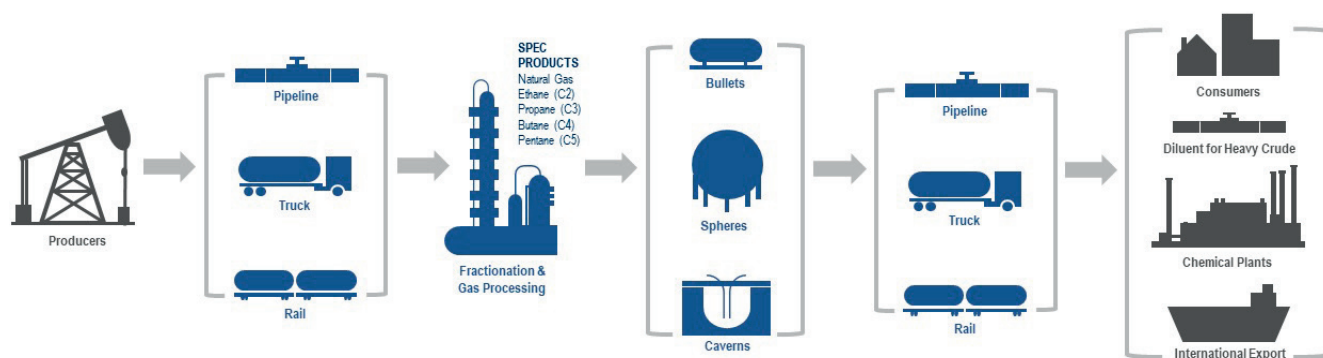 Producers
Pipeline
Truck
Rail
SPEC
PRODUCTS
Natural Gas
Ethane (C2)
Propane (C3)
Butane (C4)
Pentane (C5)
Fractionation &
Gas Processing
Bullets
Spheres
Caverns
Pipeline
Truck
Rail
Consumers
Diluent for Heavy Crude
Chemical Plants
International Export